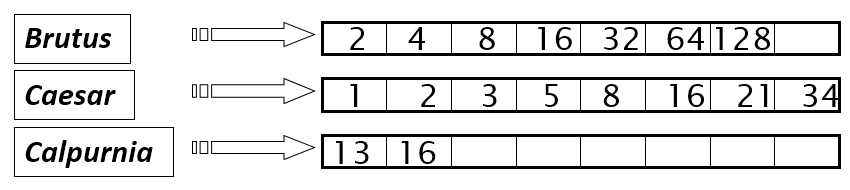 Brutus 2 4 8 16 32 64 128
Caesar 1 2 3 5 8 16 21 34
Calpurnia 13 16